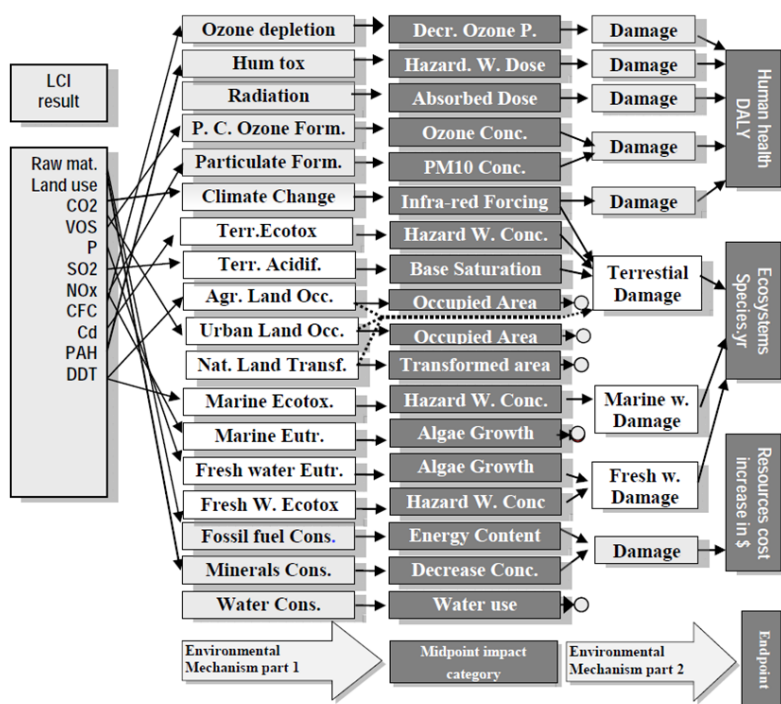 LCI
result
Raw mat.
Land use
CO2
VOS
P
SO2
NOx
CFC
Cd
PAH
DDT
Ozone depletion
Hum tox
Radiation
P. C. Ozone Form.
Particulate Form.
Climate Change
Terr.Ecotox
Terr. Acidif.
Agr. Land Occ.
Urban Land Occ.
Nat. Land Transf.
Marine Ecotox.
Marine Eutr.
Fresh water Eutr.
Fresh W. Ecotox
Fossil fuel Cons.
Minerals Cons.
Water Cons.
Decr. Ozone P.
Hazard. W. Dose
Absorbed Dose
Ozone Conc.
PM10 Conc.
Infra-red Forcing
Hazard W. Conc.
Base Saturation
Occupied Area
Occupied Area
Transformed area
Hazard W. Conc.
Algae Growth
Algae Growth
Hazard W. Conc
Energy Content
Decrease Conc.
Water use
Damage
Damage
Damage
Damage
Damage
Terrestial
Damage
Marine w.
Damage
Fresh w.
Damage
Damage
Human health
DALY
Ecosystems
Species.yr
Resources cost
increase in $
Environmental
Mechanism part 1
Midpoint impact
category
Environmental
Mechanism part 2
Endpoint